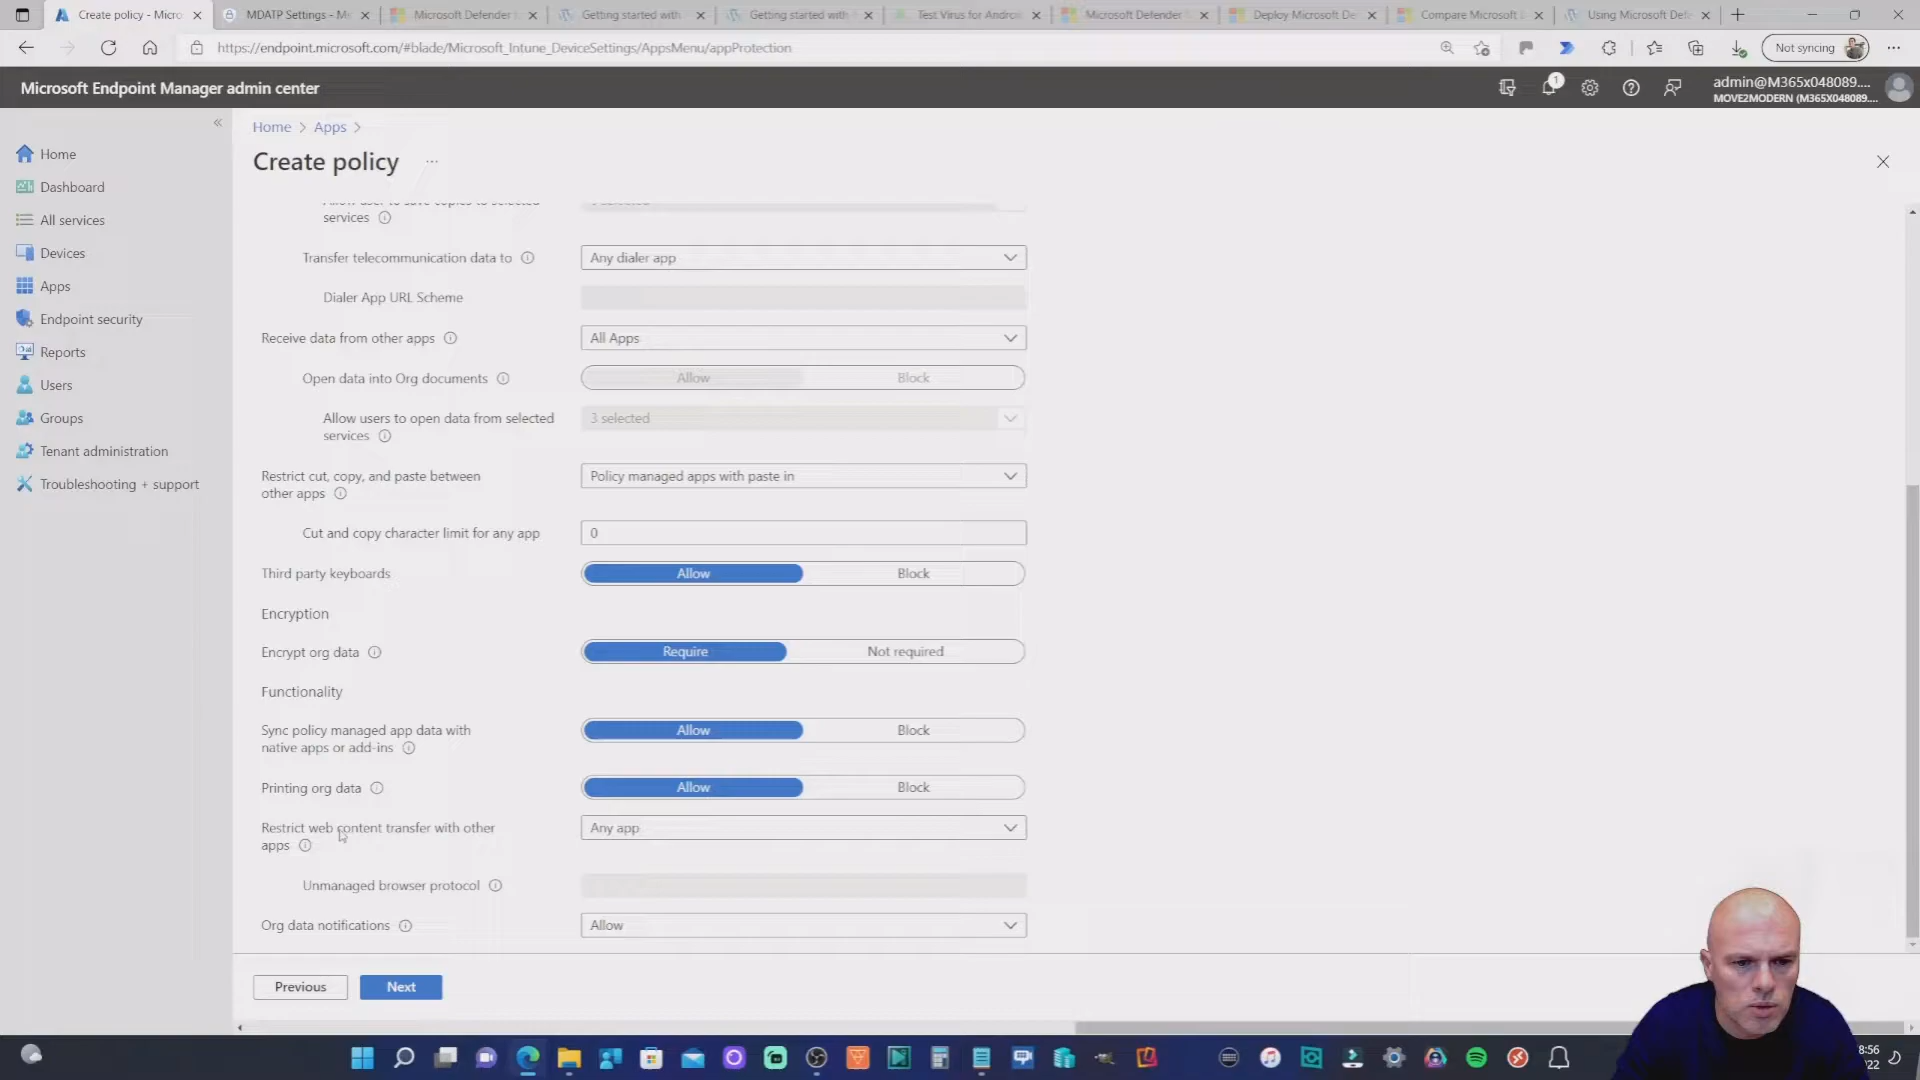 Create policy - Micro
MDATP Settings - M
Microsoft Defender
Getting started with
Getting started with
Test Virus for Androi
Microsoft Defender
Deploy Microsoft De
Compare Microsoft
Using Microsoft Def
https://endpoint.microsoft.com/#blade/Microsoft_Intune_DeviceSettings/AppsMenu/appProtection
Not syncing
Microsoft Endpoint Manager admin center
1
admin@M365x048089....
MOVE2MODERN (M365X048089....
Home
Dashboard
All services
Devices
Apps
Endpoint security
Reports
Users
Groups
Tenant administration
Troubleshooting + support
Home > Apps >
Create policy ...
services
Transfer telecommunication data to
Any dialer app
Dialer App URL Scheme
Receive data from other apps
All Apps
Open data into Org documents
Allow
Block
Allow users to open data from selected
services
3 selected
Restrict cut, copy, and paste between
other apps
Policy managed apps with paste in
Cut and copy character limit for any app
0
Third party keyboards
Allow
Block
Encryption
Encrypt org data
Require
Not required
Functionality
Sync policy managed app data with
native apps or add-ins
Allow
Block
Printing org data
Allow
Block
Restrict web content transfer with other
apps
Any app
Unmanaged browser protocol
Org data notifications
Allow
Previous
Next
8:56
22